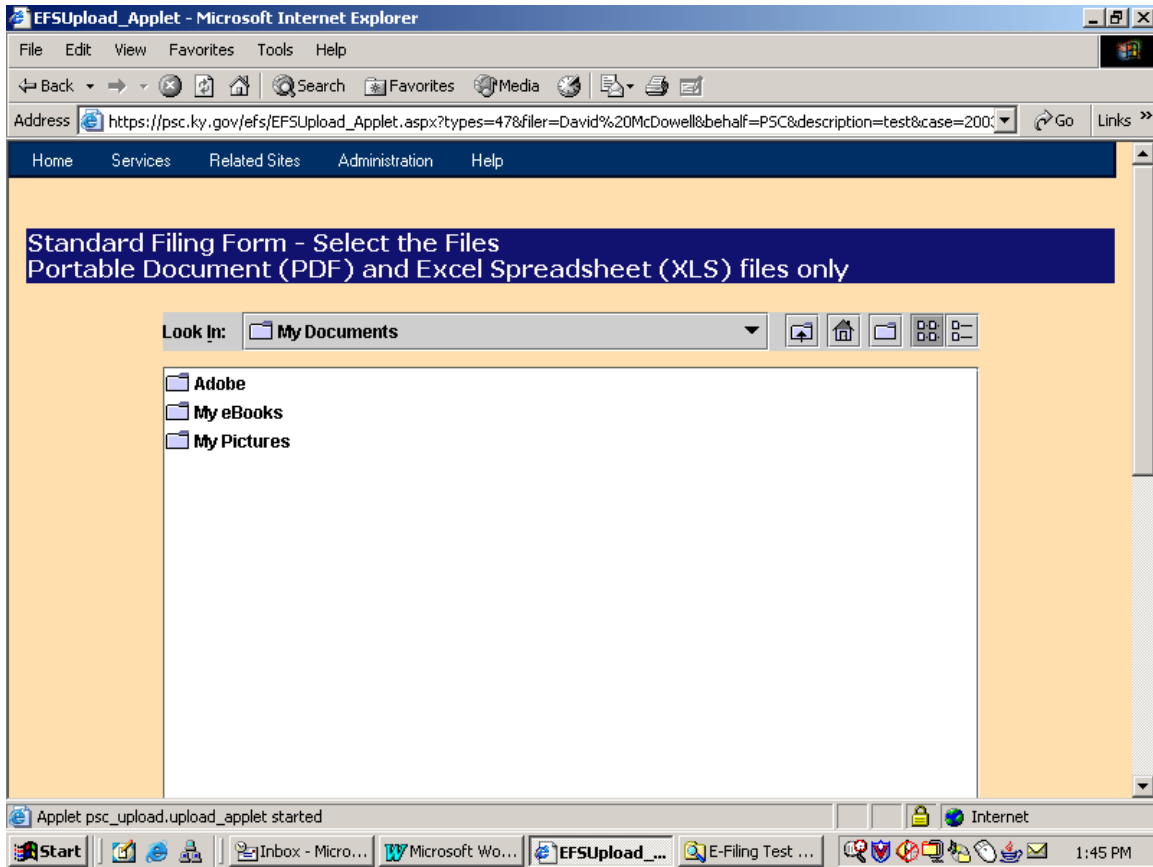 EFSUpload_Applet - Microsoft Internet Explorer
File Edit View Favorites Tools Help
Back Search Favorites Media
Address https://psc.ky.gov/efs/EFSUpload_Applet.aspx?types=47&filer=David%20McDowell&behalf=PSC&description=test&case=2003 Go Links »
Home Services Related Sites Administration Help
Standard Filing Form - Select the Files
Portable Document (PDF) and Excel Spreadsheet (XLS) files only
Look In: My Documents
Adobe
My eBooks
My Pictures
Applet psc_upload.upload_applet started Internet
Start Inbox - Micro... Microsoft Wo... EFSUpload_... E-Filing Test ... 1:45 PM